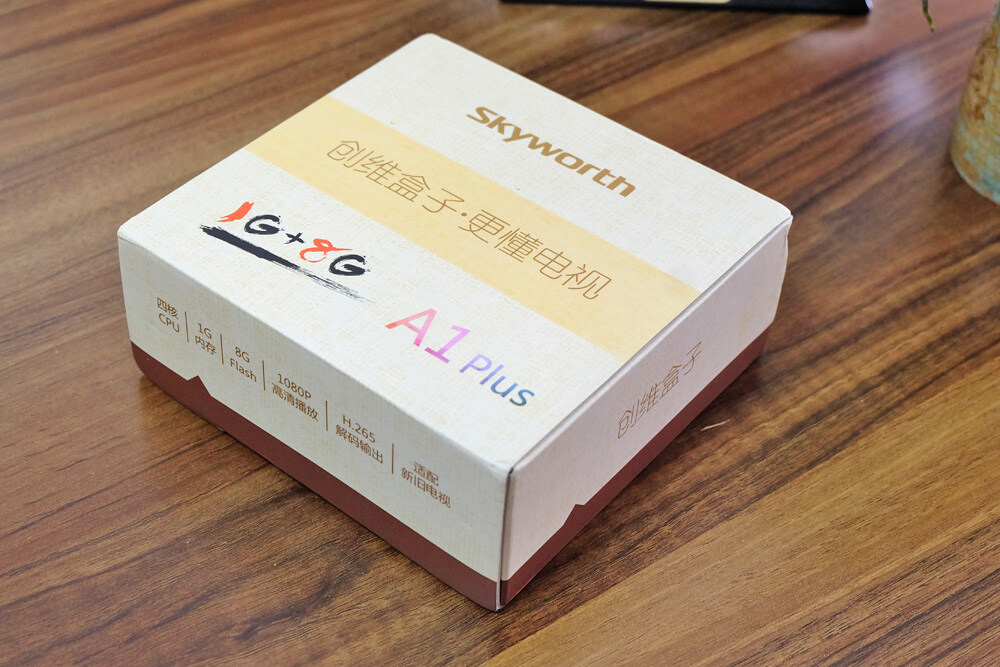 Skyworth
创维盒子·更懂电视
1G+8G
A1 Plus
四核
CPU
1G
内存
8G
Flash
1080P
高清播放
H.265
解码输出
适配
新旧电视
创维盒子